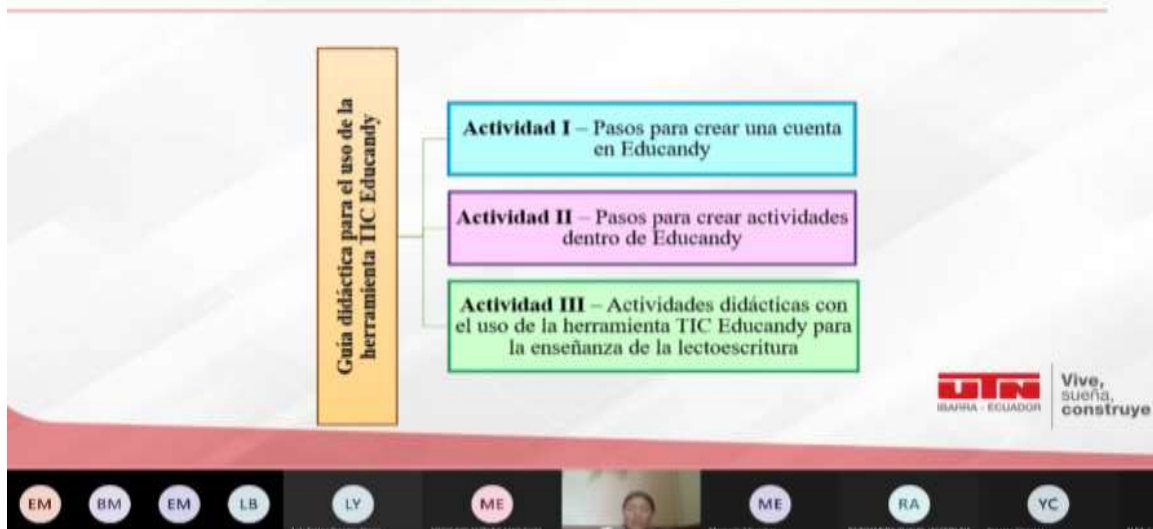 Guía didáctica para el uso de la
herramienta TIC Educandy
Actividad I – Pasos para crear una cuenta
en Educandy
Actividad II – Pasos para crear actividades
dentro de Educandy
Actividad III – Actividades didácticas con
el uso de la herramienta TIC Educandy para
la enseñanza de la lectoescritura
UTN
IBARRA - ECUADOR
Vive,
sueña,
construye
EM
BM
EM
LB
LY
ME
ME
RA
YC